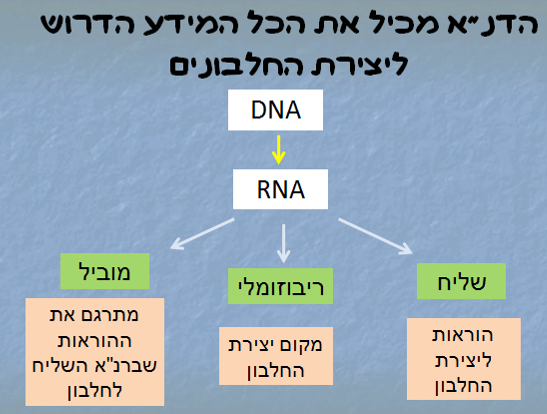 הדנ״א מכיל את הכל המידע הדרוש
ליצירת החלבונים
DNA
RNA
שליח
ריבוזומלי
מוביל
הוראות
ליצירת
החלבון
מקום יצירת
החלבון
מתרגם את
ההוראות
שברנ"א השליח
לחלבון